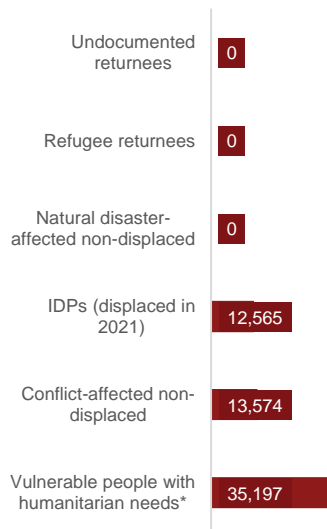 Undocumented
returnees
0
Refugee returnees
0
Natural disaster-
affected non-displaced
0
IDPs (displaced in
2021)
12,565
Conflict-affected non-
displaced
13,574
Vulnerable people with
humanitarian needs*
35,197